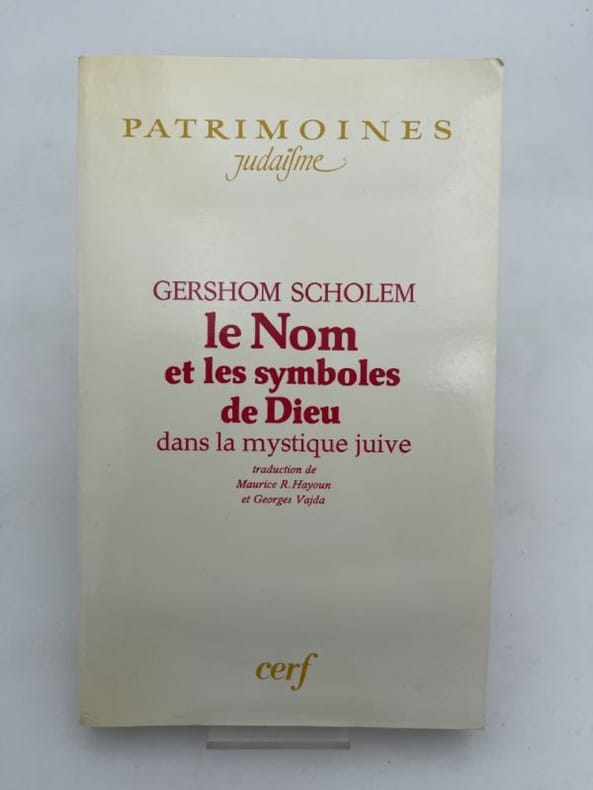 PATRIMOINES
judaïsme
GERSHOM SCHOLEM
le Nom
et les symboles
de Dieu
dans la mystique juive
traduction de
Maurice R. Hayoun
et Georges Vajda
cerf